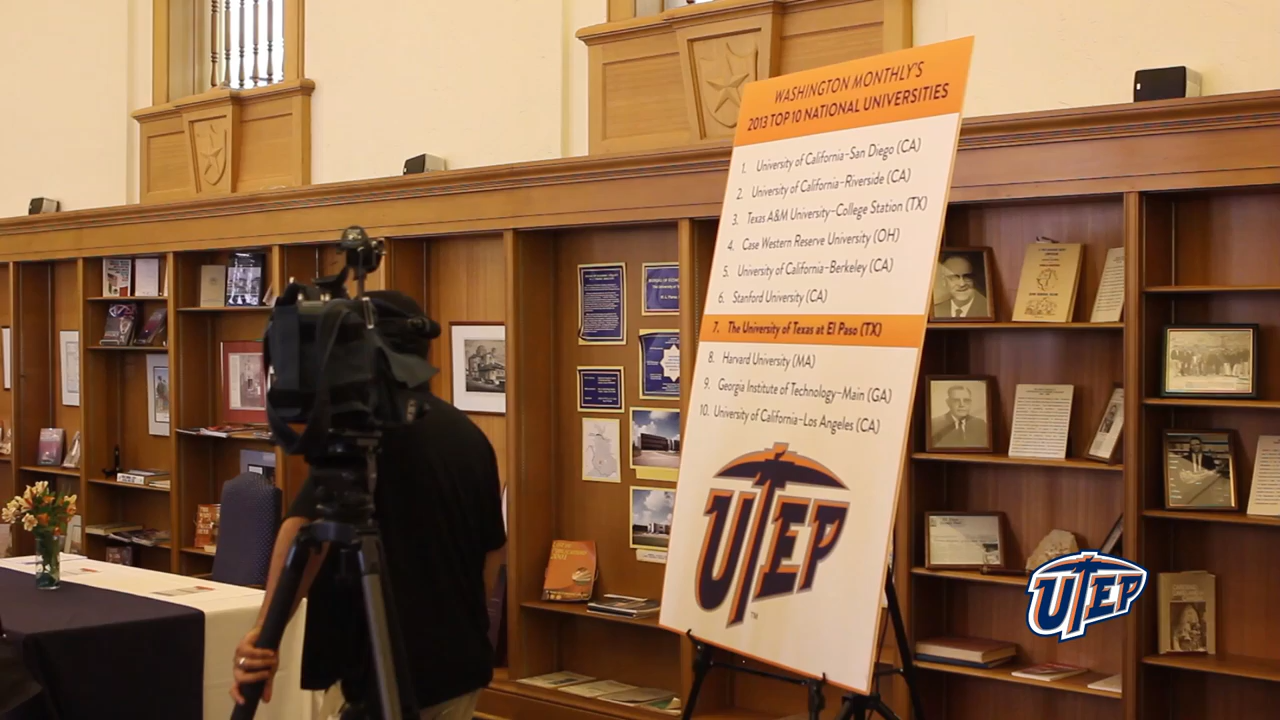 WASHINGTON MONTHLY'S
2013 TOP 10 NATIONAL UNIVERSITIES
1. University of California-San Diego (CA)
2. University of California-Riverside (CA)
3. Texas A&M University-College Station (TX)
4. Case Western Reserve University (OH)
5. University of California-Berkeley (CA)
6. Stanford University (CA)
7. The University of Texas at El Paso (TX)
8. Harvard University (MA)
9. Georgia Institute of Technology-Main (GA)
10. University of California-Los Angeles (CA)
UTEP
TM
UTEP